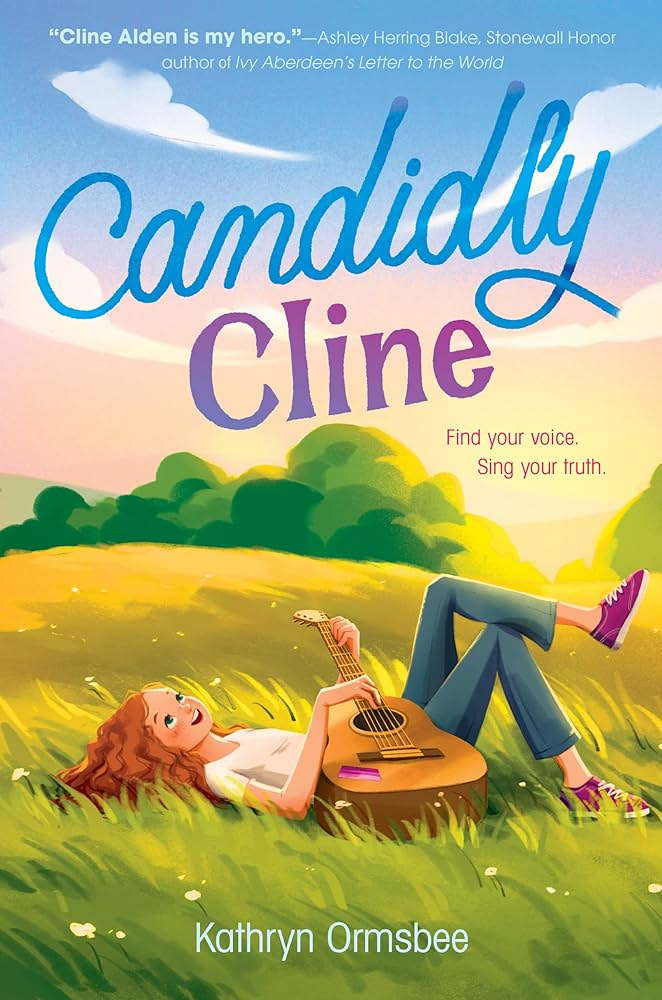 “Cline Alden is my hero.”—Ashley Herring Blake, Stonewall Honor
author of Ivy Aberdeen’s Letter to the World
Candidly
Cline
Find your voice.
Sing your truth.
Kathryn Ormsbee